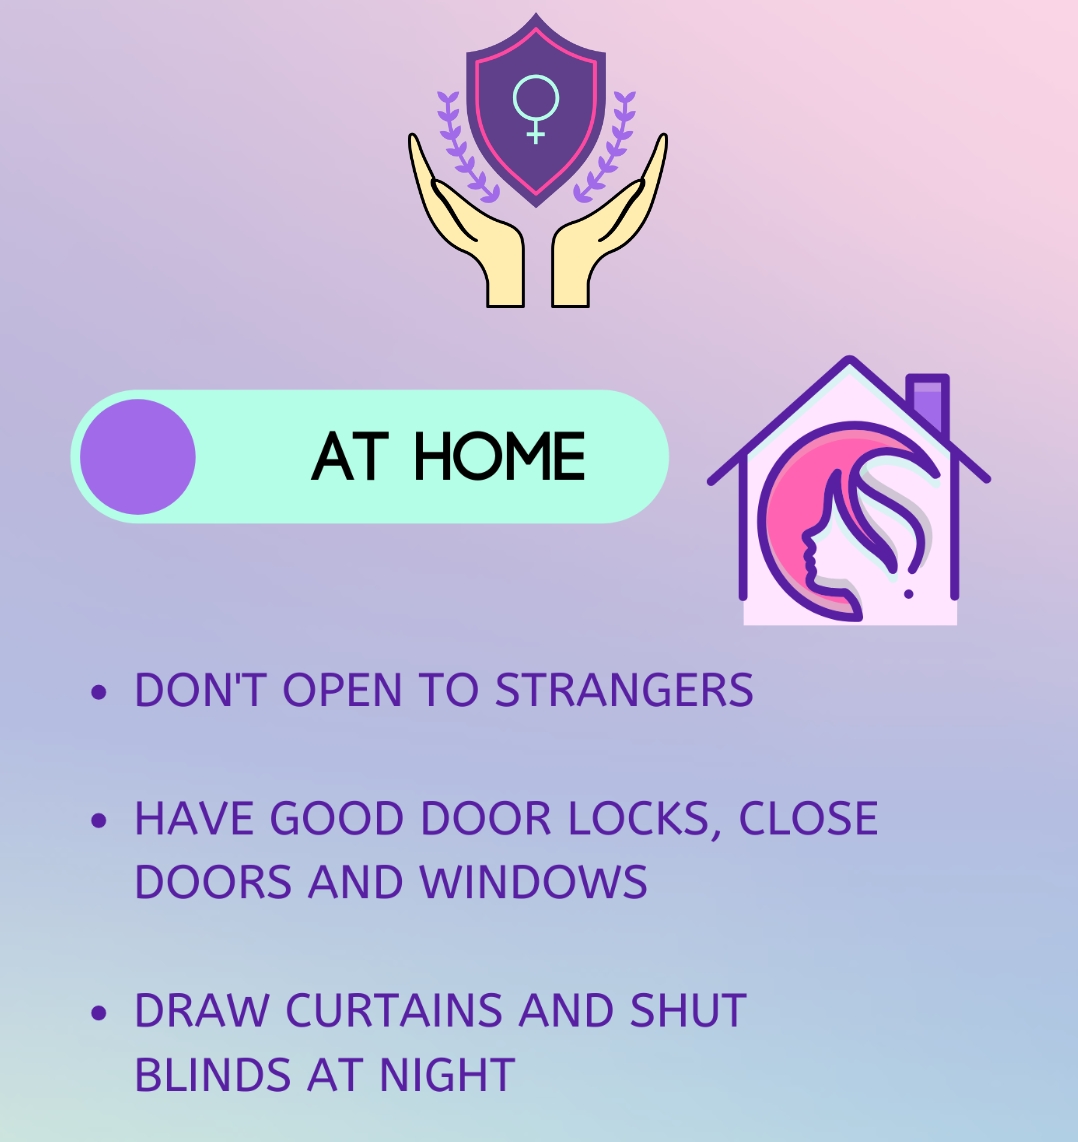 AT HOME
• DON'T OPEN TO STRANGERS
• HAVE GOOD DOOR LOCKS, CLOSE
DOORS AND WINDOWS
• DRAW CURTAINS AND SHUT
BLINDS AT NIGHT